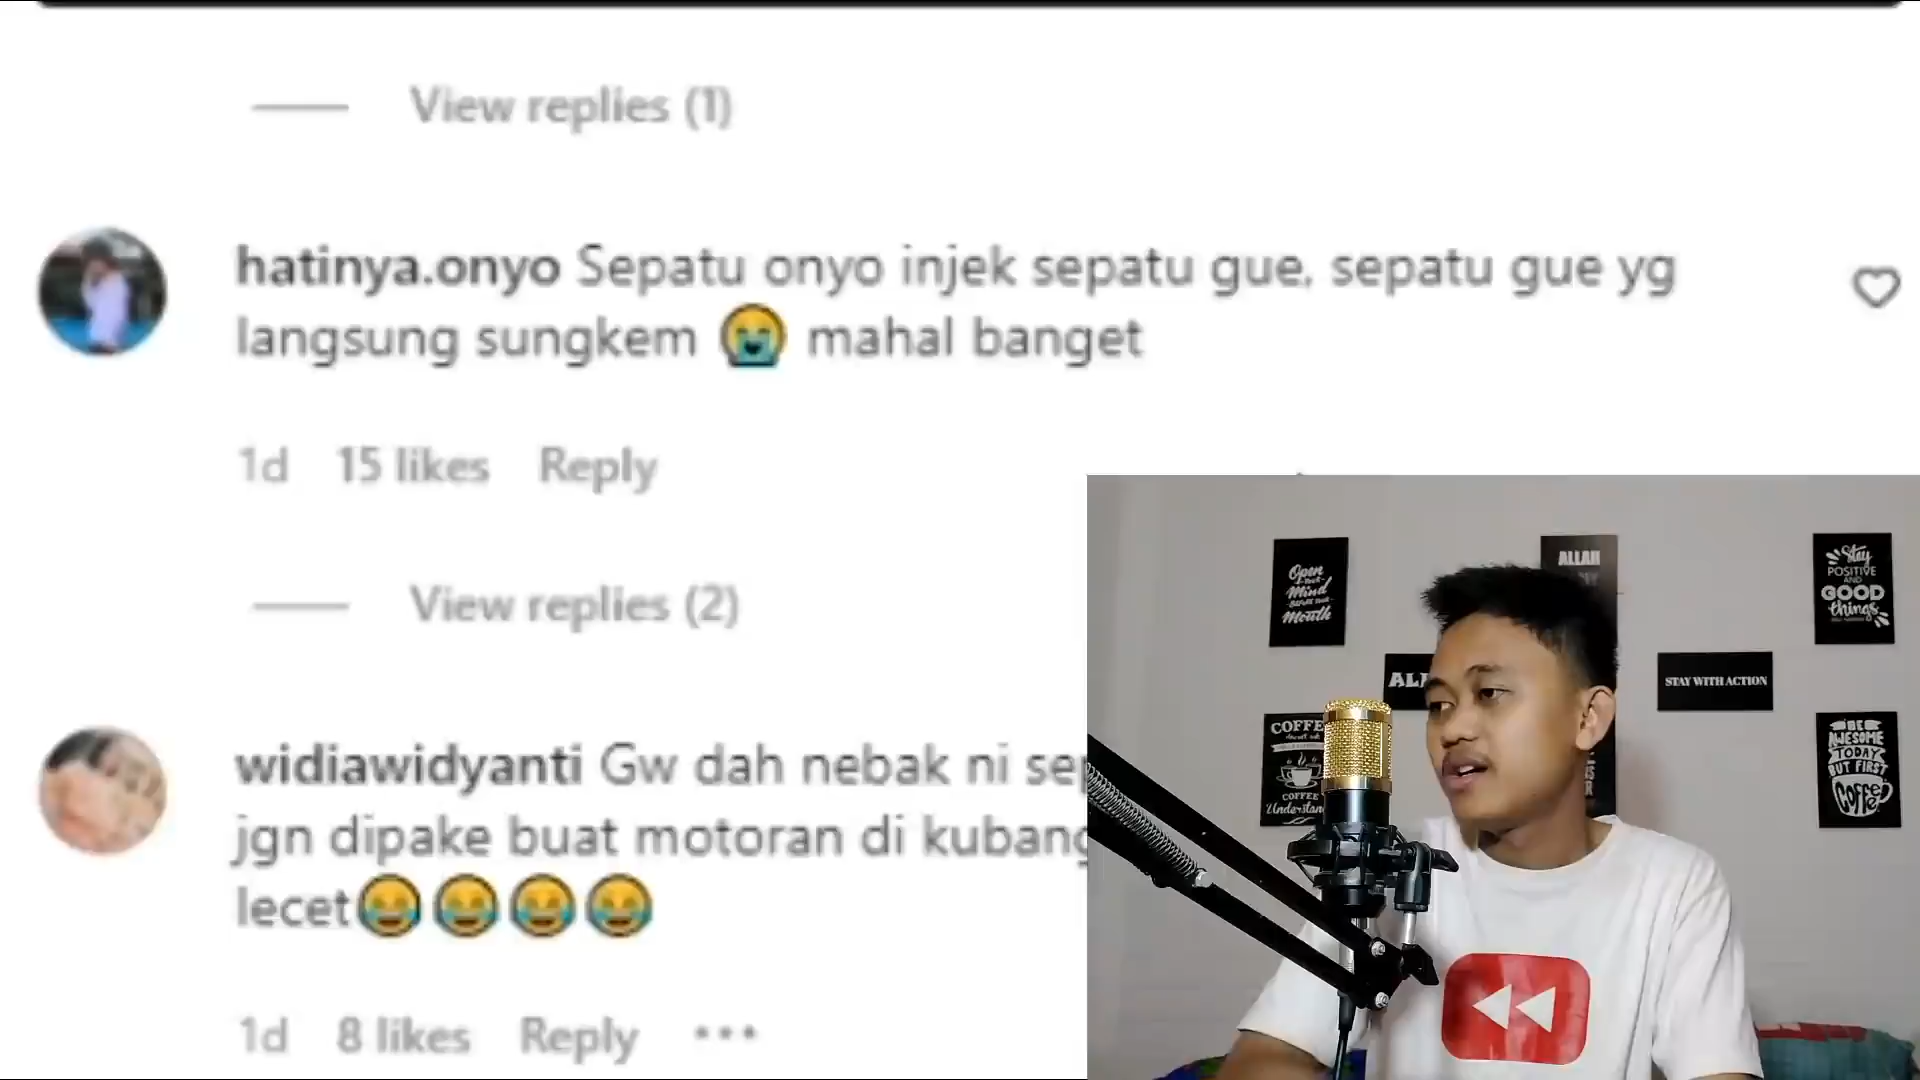 View replies (1)
hatinya.onyo Sepatu onyo injek sepatu gue, sepatu gue yg
langsung sungkem 😭 mahal banget
1d 15 likes Reply
View replies (2)
widiawidyanti Gw dah nebak ni
jgn dipake buat motoran di
lecet😂😂😂😂
1d 8 likes Reply •••
Open
Your
Mind
Mouth
ALLAH
Stay
POSITIVE
AND
GOOD
things
STAY WITH ACTION
COFFEE
COFFEE
BE
AWESOME
TODAY
BUT FIRST
Coffee